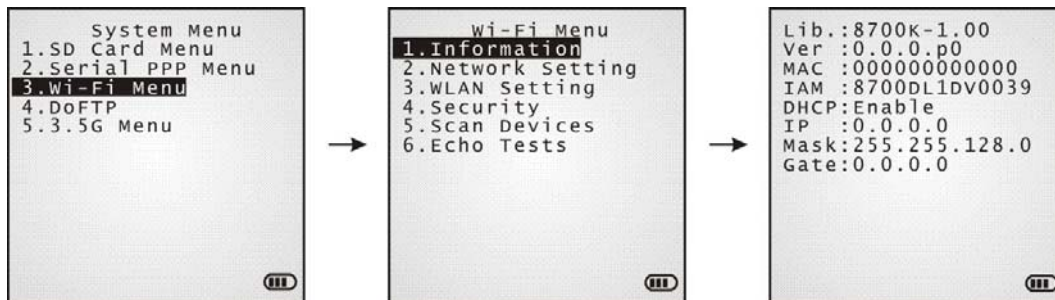 System Menu
1.SD Card Menu
2.Serial PPP Menu
3.Wi-Fi Menu
4.DoFTP
5.3.5G Menu
Wi-Fi Menu
1.Information
2.Network Setting
3.WLAN Setting
4.Security
5.Scan Devices
6.Echo Tests
Lib.:8700K-1.00
Ver :0.0.0.p0
MAC :000000000000
IAM :8700DL1DV0039
DHCP:Enable
IP :0.0.0.0
Mask:255.255.128.0
Gate:0.0.0.0